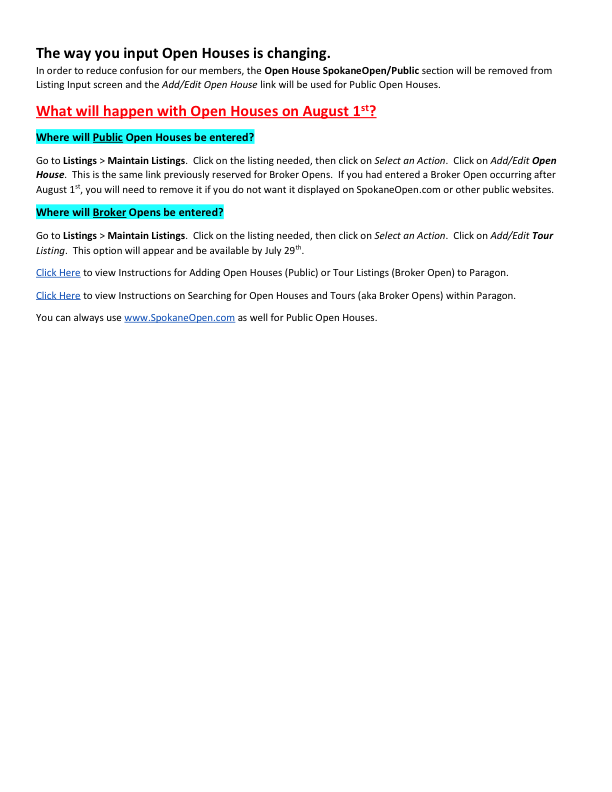 The way you input Open Houses is changing.
In order to reduce confusion for our members, the Open House SpokaneOpen/Public section will be removed from
Listing Input screen and the Add/Edit Open House link will be used for Public Open Houses.
What will happen with Open Houses on August 1st?
Where will Public Open Houses be entered?
Go to Listings > Maintain Listings.  Click on the listing needed, then click on Select an Action.  Click on Add/Edit Open
House.  This is the same link previously reserved for Broker Opens.  If you had entered a Broker Open occurring after
August 1st, you will need to remove it if you do not want it displayed on SpokaneOpen.com or other public websites.
Where will Broker Opens be entered?
Go to Listings > Maintain Listings.  Click on the listing needed, then click on Select an Action.  Click on Add/Edit Tour
Listing.  This option will appear and be available by July 29th.
Click Here to view Instructions for Adding Open Houses (Public) or Tour Listings (Broker Open) to Paragon.
Click Here to view Instructions on Searching for Open Houses and Tours (aka Broker Opens) within Paragon.
You can always use www.SpokaneOpen.com as well for Public Open Houses.